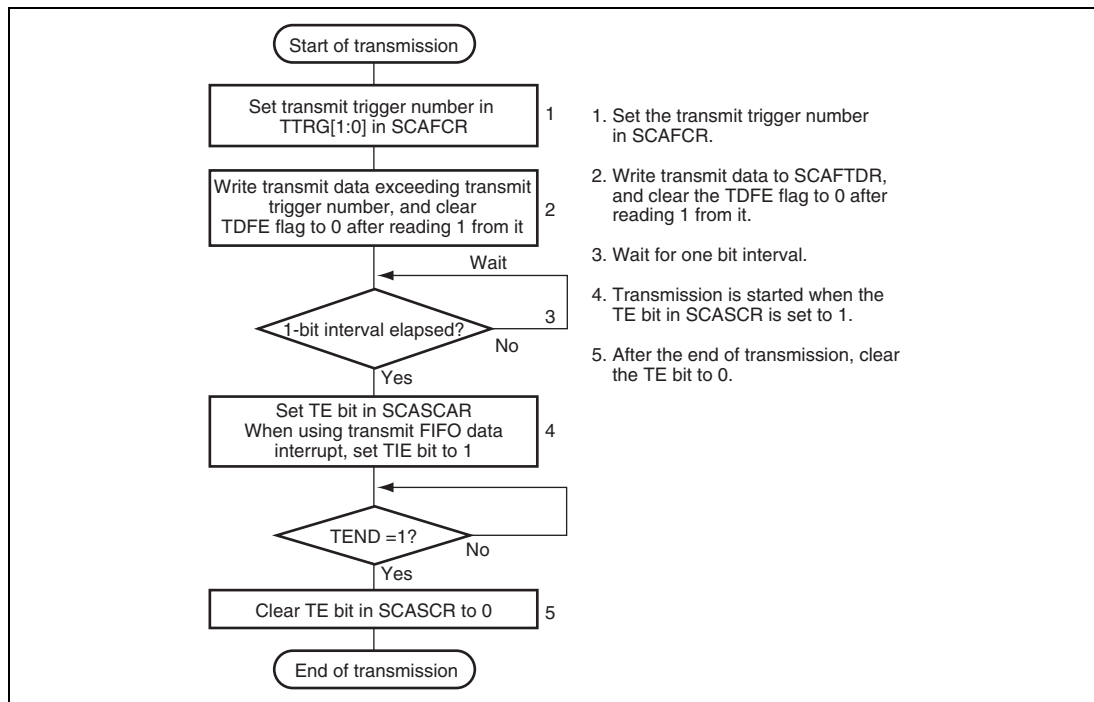 Start of transmission
Set transmit trigger number in
TTRG[1:0] in SCAFCR
1
Write transmit data exceeding transmit
trigger number, and clear
TDFE flag to 0 after reading 1 from it
2
Wait
1-bit interval elapsed?
3
No
Yes
Set TE bit in SCASCAR
When using transmit FIFO data
interrupt, set TIE bit to 1
4
TEND =1?
No
Yes
Clear TE bit in SCASCR to 0
5
End of transmission
1. Set the transmit trigger number
in SCAFCR.
2. Write transmit data to SCAFTDR,
and clear the TDFE flag to 0 after
reading 1 from it.
3. Wait for one bit interval.
4. Transmission is started when the
TE bit in SCASCR is set to 1.
5. After the end of transmission, clear
the TE bit to 0.